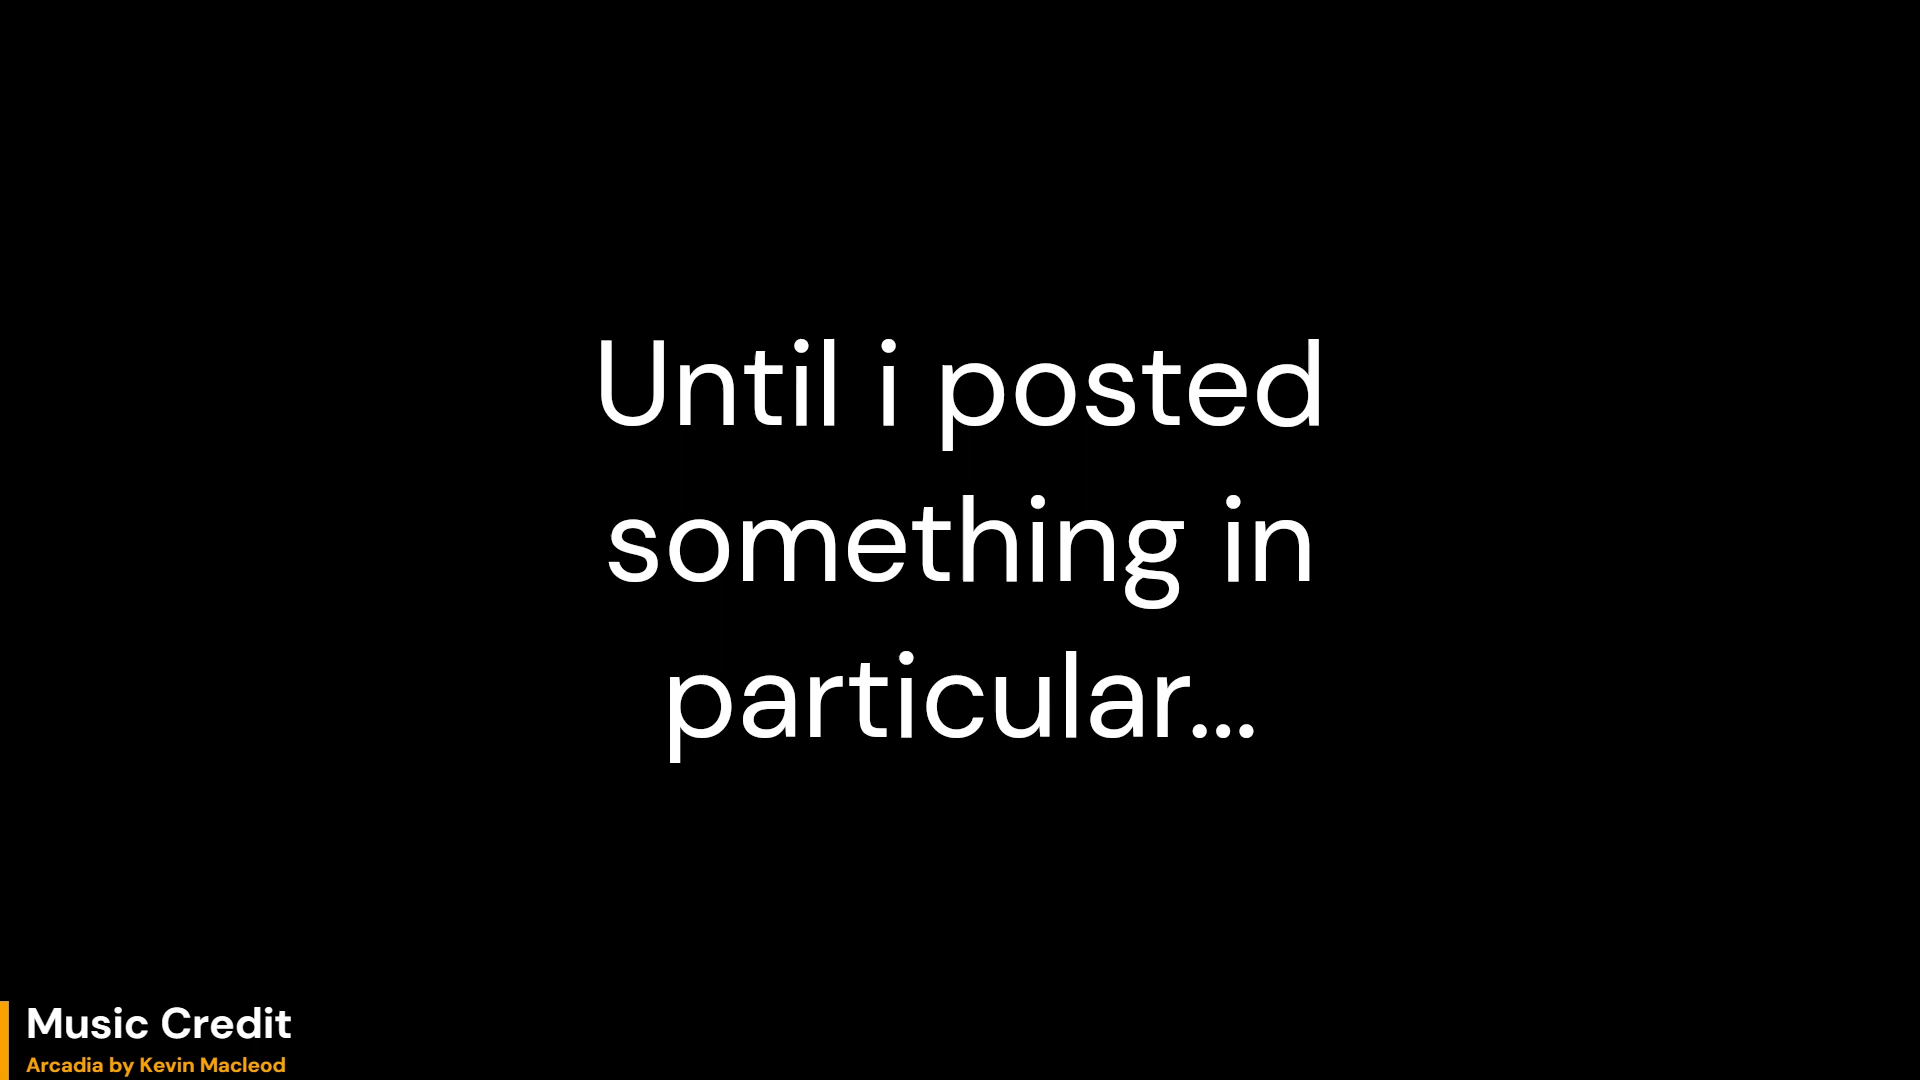 Until i posted
something in
particular...
Music Credit
Arcadia by Kevin Macleod